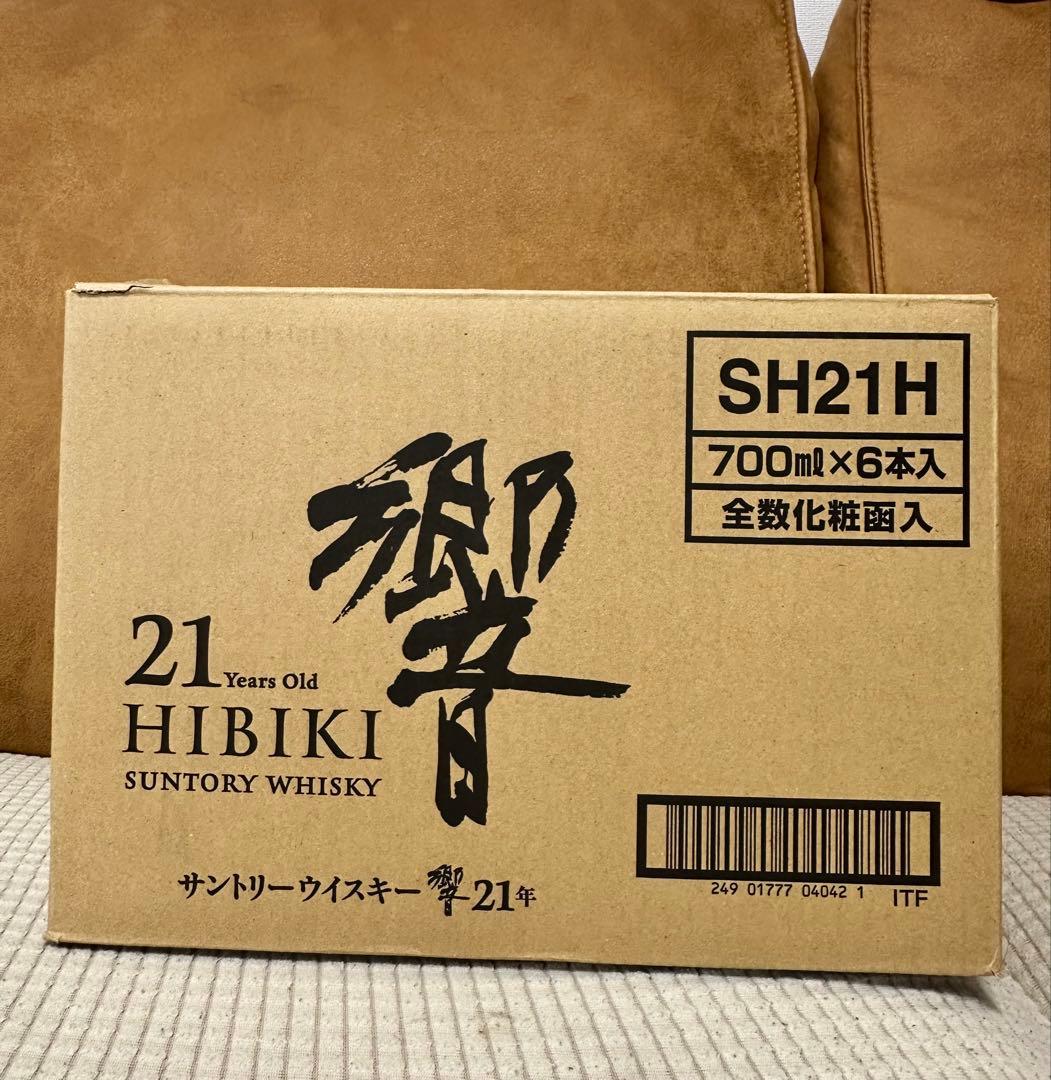 SH21H
700ml×6本入
全数化粧函入
響
21 Years Old
HIBIKI
SUNTORY WHISKY
サントリーウイスキー響21年
249 01777 04042 1
ITF